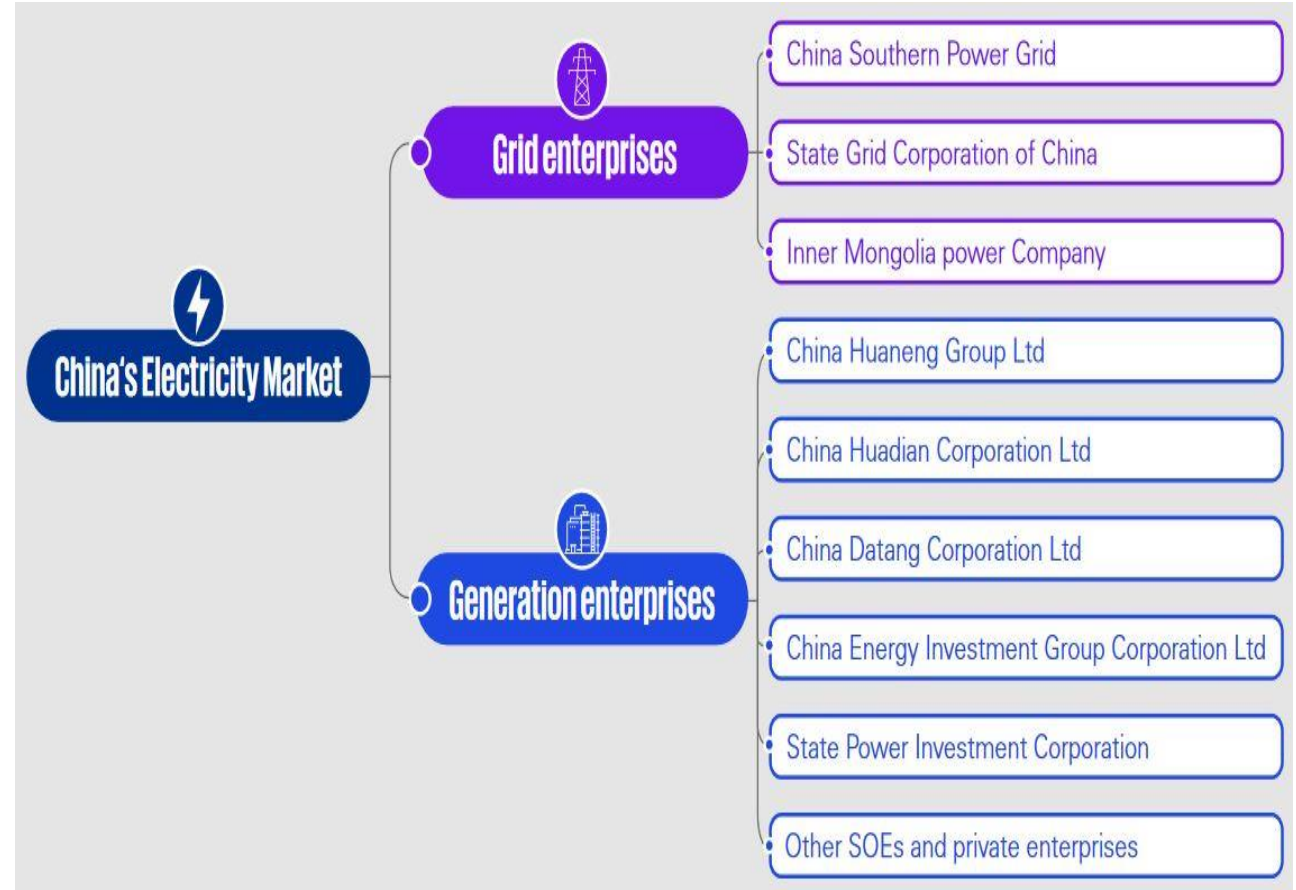 China's Electricity Market
Grid enterprises
China Southern Power Grid
State Grid Corporation of China
Inner Mongolia power Company
Generation enterprises
China Huaneng Group Ltd
China Huadian Corporation Ltd
China Datang Corporation Ltd
China Energy Investment Group Corporation Ltd
State Power Investment Corporation
Other SOEs and private enterprises